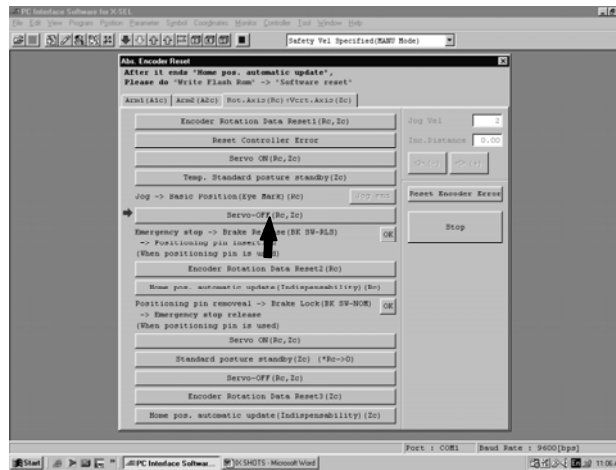 PC Interface Software for X-SEL
File Edit View Program Position Parameter Symbol Coordinates Monitor Controller Tool Window Help
Safety Vel Specified(MANU Mode)
Abs. Encoder Reset
After it ends "Home pos. automatic update",
Please do "Write Flash Rom" -> "Software reset"
Arm1(A1c) Arm2(A2c) Rot.Axis(Rc)+Vert.Axis(Zc)
Encoder Rotation Data Reset1(Rc,Zc)
Reset Controller Error
Servo ON(Rc,Zc)
Temp. Standard posture standby(Zc)
Jog -> Basic Position(Eye Mark)(Rc) Jog end
Servo-OFF(Rc,Zc)
Emergency stop -> Brake Release(BK SW-RLS) OK
-> Positioning pin insertion
(When positioning pin is used)
Encoder Rotation Data Reset2(Rc)
Home pos. automatic update(Indispensability)(Rc)
Positioning pin removeal -> Brake Lock(BK SW-NOM) OK
-> Emergency stop release
(When positioning pin is used)
Servo ON(Rc,Zc)
Standard posture standby(Zc) (*Rc->0)
Servo-OFF(Rc,Zc)
Encoder Rotation Data Reset3(Zc)
Home pos. automatic update(Indispensability)(Zc)
Jog Vel 2
Inc.Distance 0.00
Reset Encoder Error
Stop
Port : COM1 Baud Rate : 9600[bps]
Start PC Interface Softwar... IX SHOTS - Microsoft Word